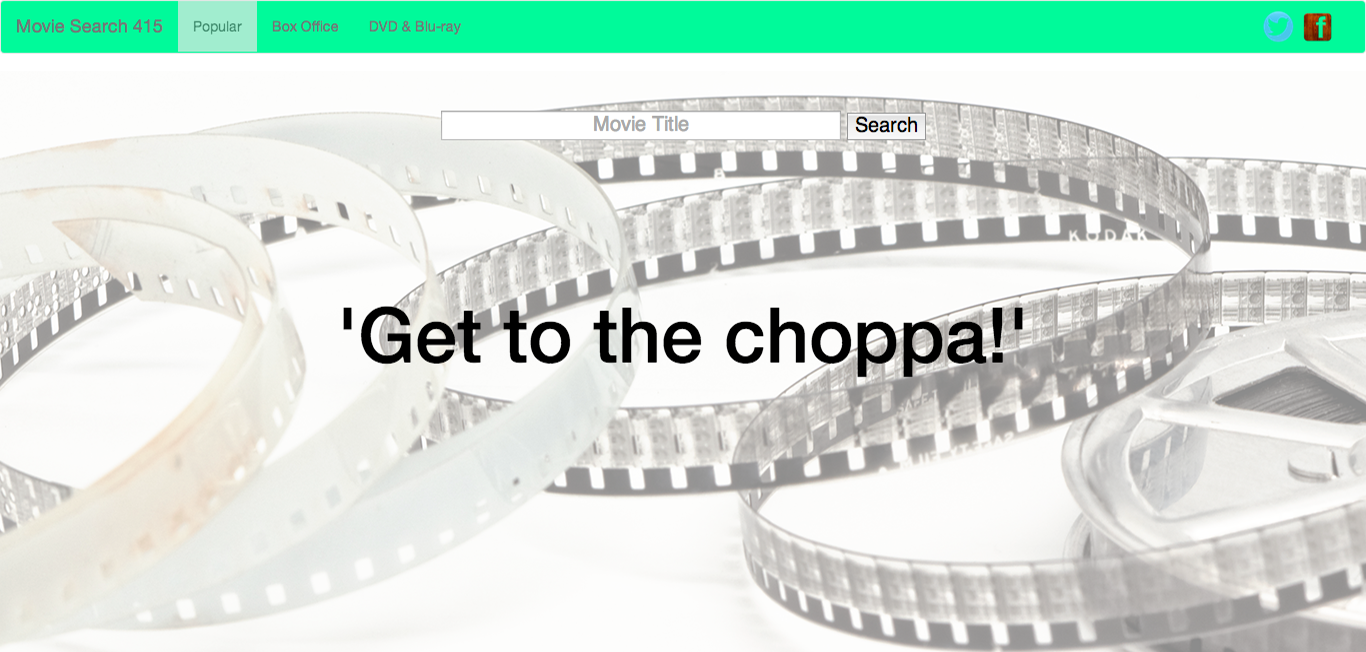 Movie Search 415 Popular Box Office DVD & Blu-ray f
Movie Title Search
KODAK
'Get to the choppa!'